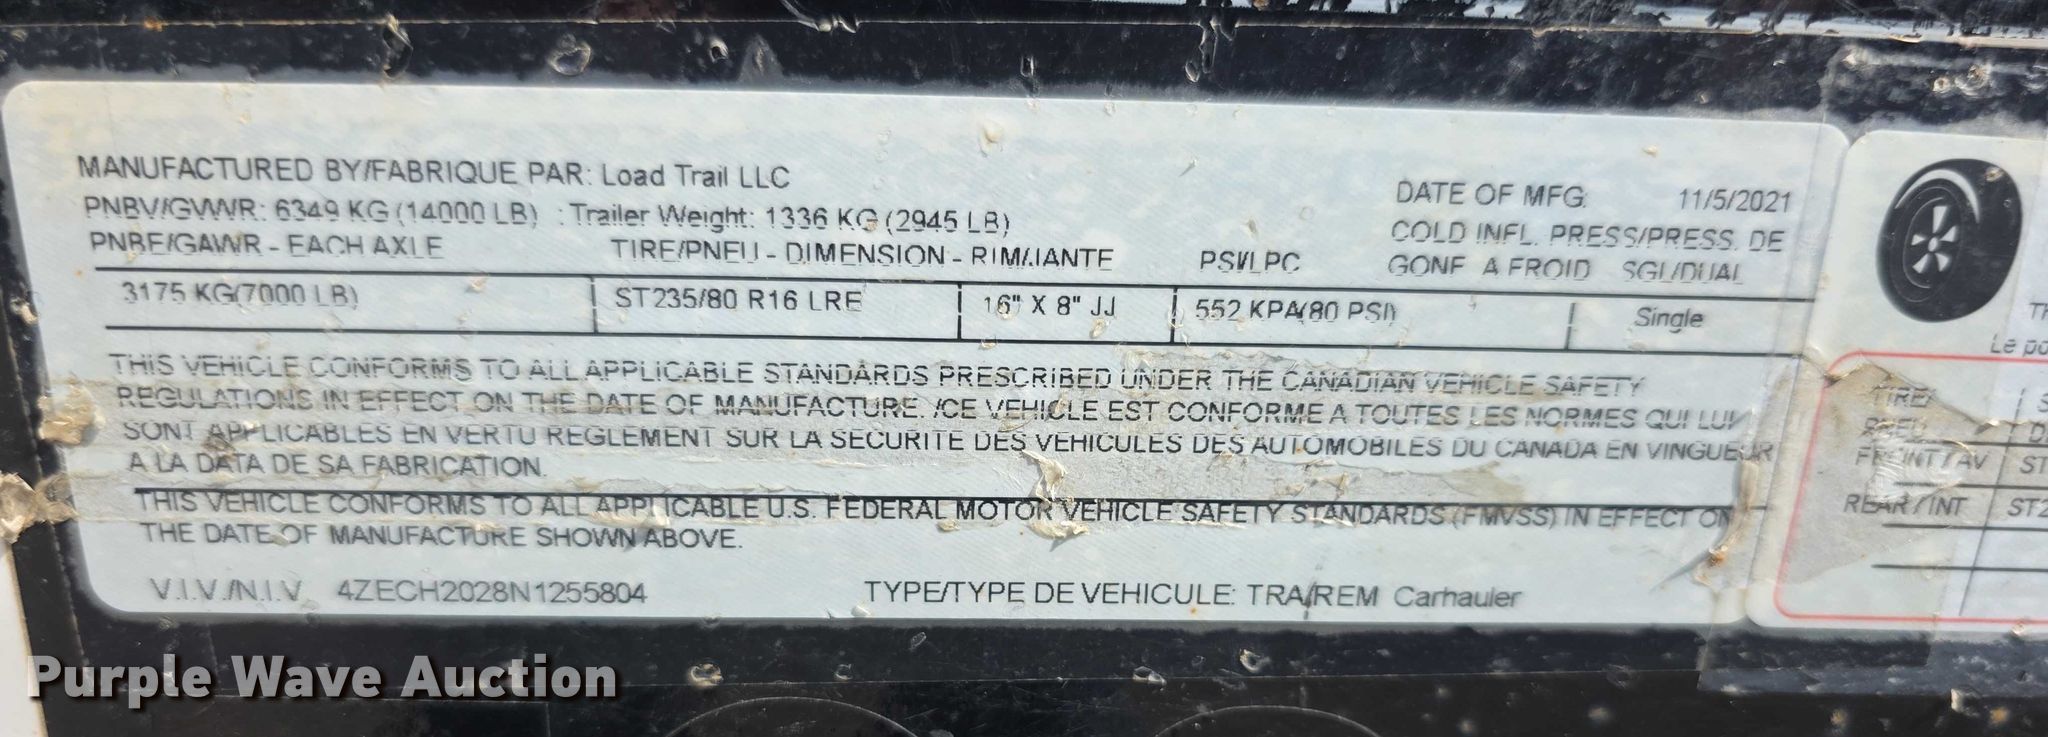 MANUFACTURED BY/FABRIQUE PAR: Load Trail LLC
DATE OF MFG: 11/5/2021
PNBV/GVWR: 6349 KG (14000 LB) : Trailer Weight: 1336 KG (2945 LB)
COLD INFL. PRESS/PRESS. DE
PNBE/GAWR - EACH AXLE TIRE/PNEU - DIMENSION - RIM/JANTE PSI/LPC GONF. A FROID SGL/DUAL
3175 KG(7000 LB) ST235/80 R16 LRE 16" X 8" JJ 552 KPA(80 PSI) Single
THIS VEHICLE CONFORMS TO ALL APPLICABLE STANDARDS PRESCRIBED UNDER THE CANADIAN VEHICLE SAFETY
REGULATIONS IN EFFECT ON THE DATE OF MANUFACTURE. /CE VEHICLE EST CONFORME A TOUTES LES NORMES QUI LUI
SONT APPLICABLES EN VERTU REGLEMENT SUR LA SECURITE DES VEHICULES DES AUTOMOBILES DU CANADA EN VINGUEUR
A LA DATA DE SA FABRICATION.
THIS VEHICLE CONFORMS TO ALL APPLICABLE U.S. FEDERAL MOTOR VEHICLE SAFETY STANDARDS (FMVSS) IN EFFECT ON
THE DATE OF MANUFACTURE SHOWN ABOVE.
V.I.V./N.I.V. 4ZECH2028N1255804 TYPE/TYPE DE VEHICULE: TRA/REM Carhauler
Le
TIRE/
PNEU
FRONT/AV ST
REAR/INT ST2
Purple Wave Auction